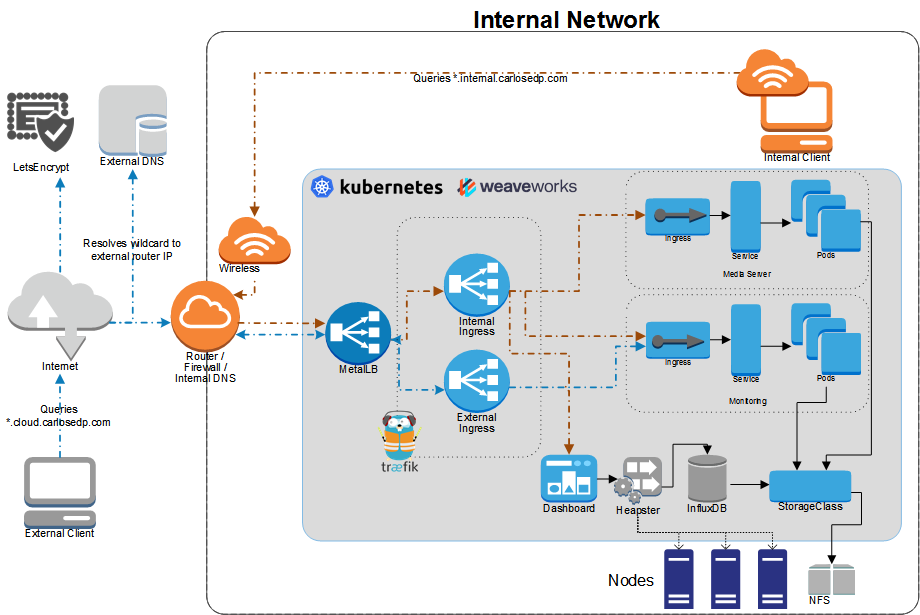 Internal Network
Queries *.internal.carlosedp.com
LetsEncrypt
External DNS
Internal Client
kubernetes
weaveworks
Resolves wildcard to
external router IP
Wireless
Ingress
Service
Pods
Media Server
Internet
Router /
Firewall /
Internal DNS
MetalLB
Internal
Ingress
Ingress
Service
Pods
Monitoring
Queries
*.cloud.carlosedp.com
External
Ingress
træfik
External Client
Dashboard
Heapster
InfluxDB
StorageClass
Nodes
NFS